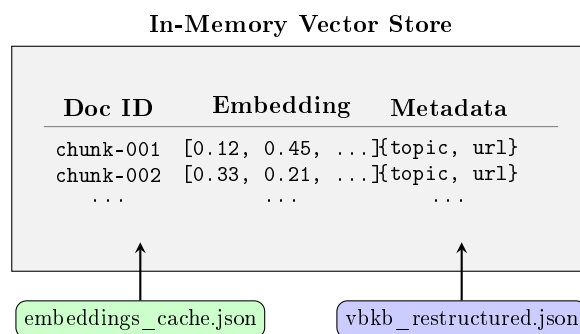 In-Memory Vector Store
Doc ID Embedding Metadata
chunk-001 [0.12, 0.45, ...] {topic, url}
chunk-002 [0.33, 0.21, ...] {topic, url}
... ... ...
embeddings_cache.json vbkb_restructured.json